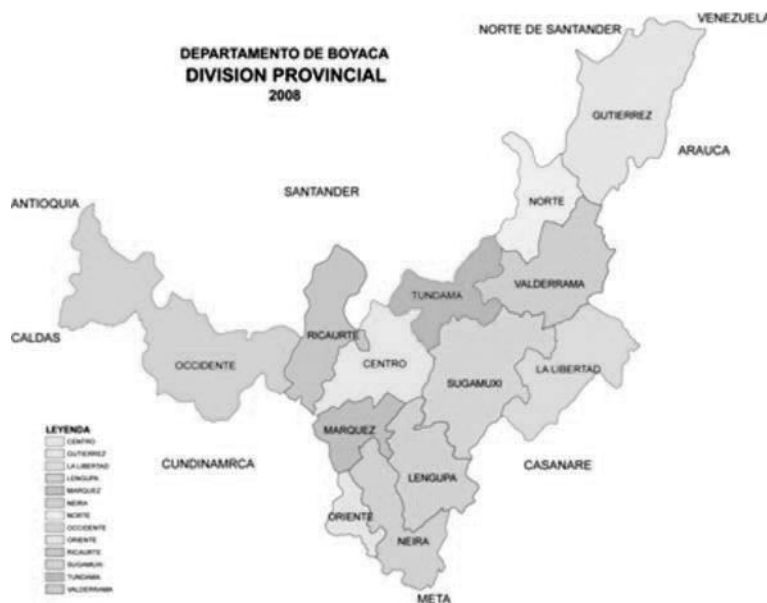 DEPARTAMENTO DE BOYACA
DIVISION PROVINCIAL
2008
NORTE DE SANTANDER
VENEZUELA
GUTIERREZ
ARAUCA
SANTANDER
ANTIOQUIA
NORTE
VALDERRAMA
TUNDAMA
CALDAS
RICAURTE
OCCIDENTE
CENTRO
SUGAMUXI
LA LIBERTAD
MARQUEZ
CUNDINAMRCA
CASANARE
LENGUPA
ORIENTE
NEIRA
META
LEYENDA
CENTRO
GUTIERREZ
LA LIBERTAD
LENGUPA
MARQUEZ
NEIRA
NORTE
OCCIDENTE
ORIENTE
RICAURTE
SUGAMUXI
TUNDAMA
VALDERRAMA